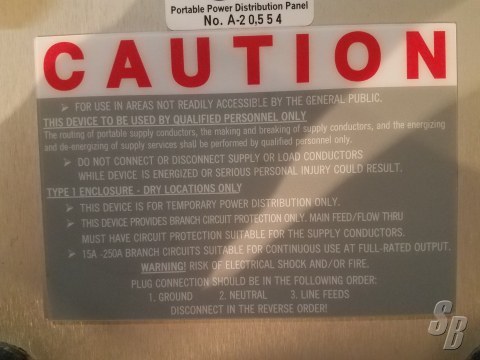 Portable Power Distribution Panel
No. A-20,554
CAUTION
➤ FOR USE IN AREAS NOT READILY ACCESSIBLE BY THE GENERAL PUBLIC.
THIS DEVICE TO BE USED BY QUALIFIED PERSONNEL ONLY
The routing of portable supply conductors, the making and breaking of supply conductors, and the energizing
and de-energizing of supply services shall be performed by qualified personnel only.
➤ DO NOT CONNECT OR DISCONNECT SUPPLY OR LOAD CONDUCTORS
WHILE DEVICE IS ENERGIZED OR SERIOUS PERSONAL INJURY COULD RESULT.
TYPE 1 ENCLOSURE - DRY LOCATIONS ONLY
➤ THIS DEVICE IS FOR TEMPORARY POWER DISTRIBUTION ONLY.
➤ THIS DEVICE PROVIDES BRANCH CIRCUIT PROTECTION ONLY. MAIN FEED/FLOW THRU
MUST HAVE CIRCUIT PROTECTION SUITABLE FOR THE SUPPLY CONDUCTORS.
➤ 15A -250A BRANCH CIRCUITS SUITABLE FOR CONTINUOUS USE AT FULL-RATED OUTPUT.
WARNING! RISK OF ELECTRICAL SHOCK AND/OR FIRE.
PLUG CONNECTION SHOULD BE IN THE FOLLOWING ORDER:
1. GROUND 2. NEUTRAL 3. LINE FEEDS
DISCONNECT IN THE REVERSE ORDER!
SB